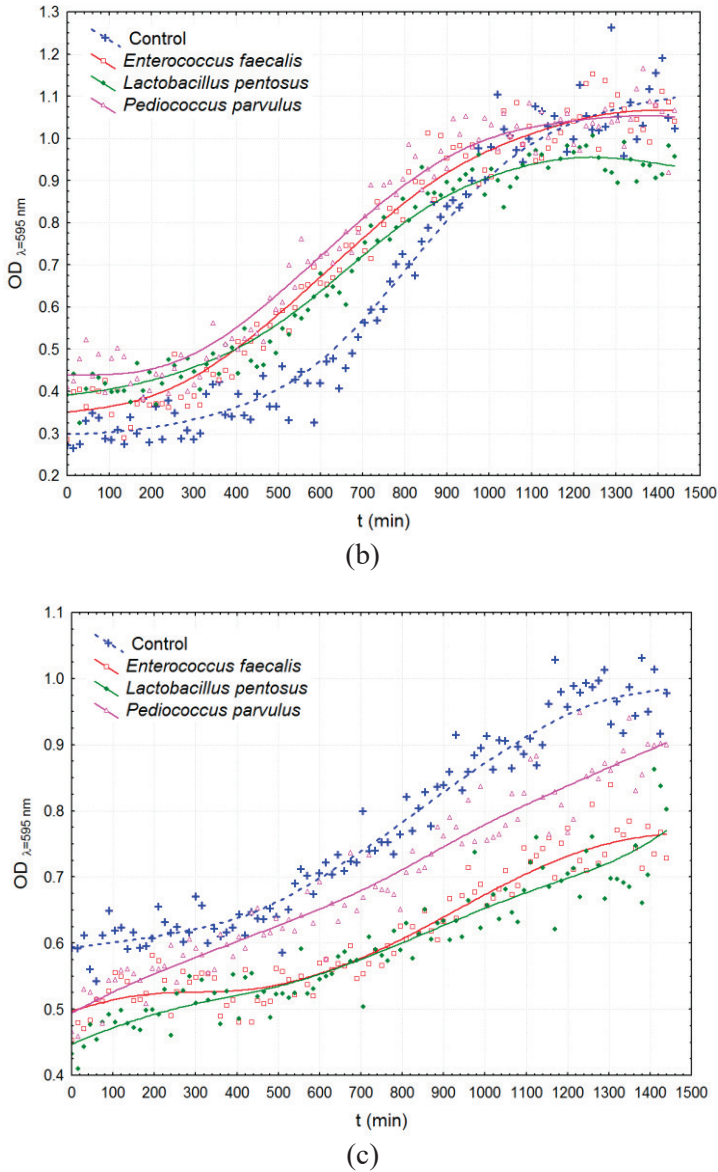 1.3
1.2
1.1
1.0
0.9
0.8
0.7
0.6
0.5
0.4
0.3
0.2
OD λ=595 nm
Control
Enterococcus faecalis
Lactobacillus pentosus
Pediococcus parvulus
0 100 200 300 400 500 600 700 800 900 1000 1100 1200 1300 1400 1500
t (min)
(b)
1.1
1.0
0.9
0.8
0.7
0.6
0.5
0.4
OD λ=595 nm
Control
Enterococcus faecalis
Lactobacillus pentosus
Pediococcus parvulus
0 100 200 300 400 500 600 700 800 900 1000 1100 1200 1300 1400 1500
t (min)
(c)